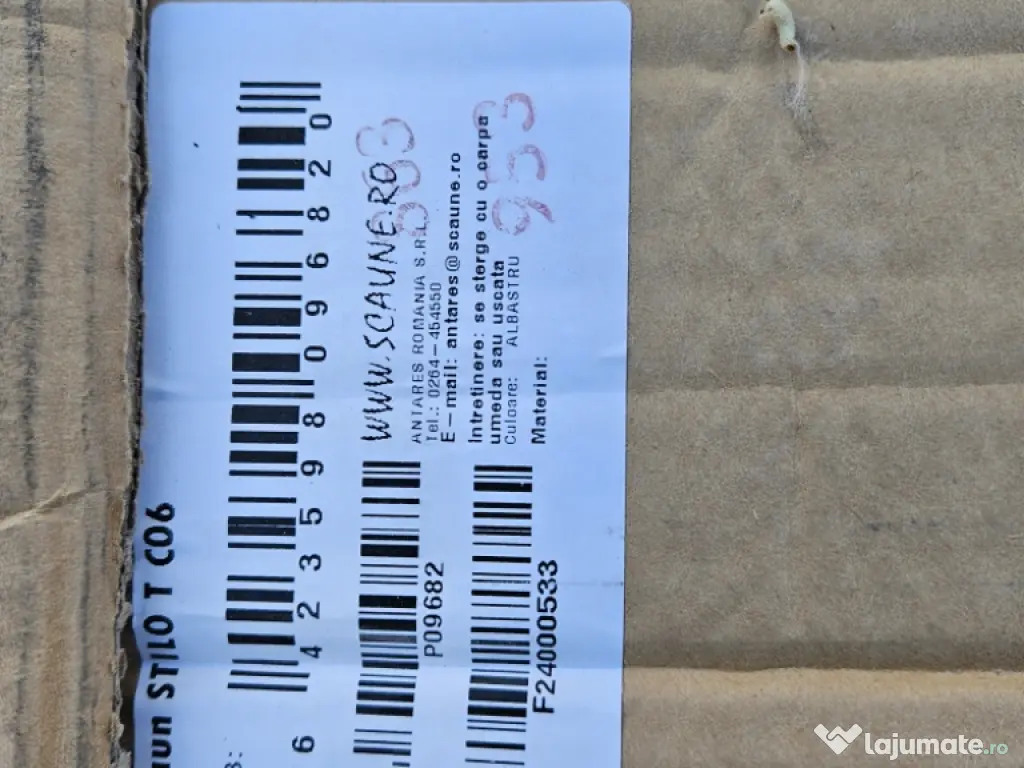 aun STILO T C06
6 423598 096820
P09682
WWW.SCAUNE.RO
ANTARES ROMANIA S.R.L.
Tel.: 0264-454550
E-mail: antares@scaune.ro
F24000533
Intretinere: se sterge cu o carpa
umeda sau uscata
Culoare: ALBASTRU
Material:
953
lajumate.ro